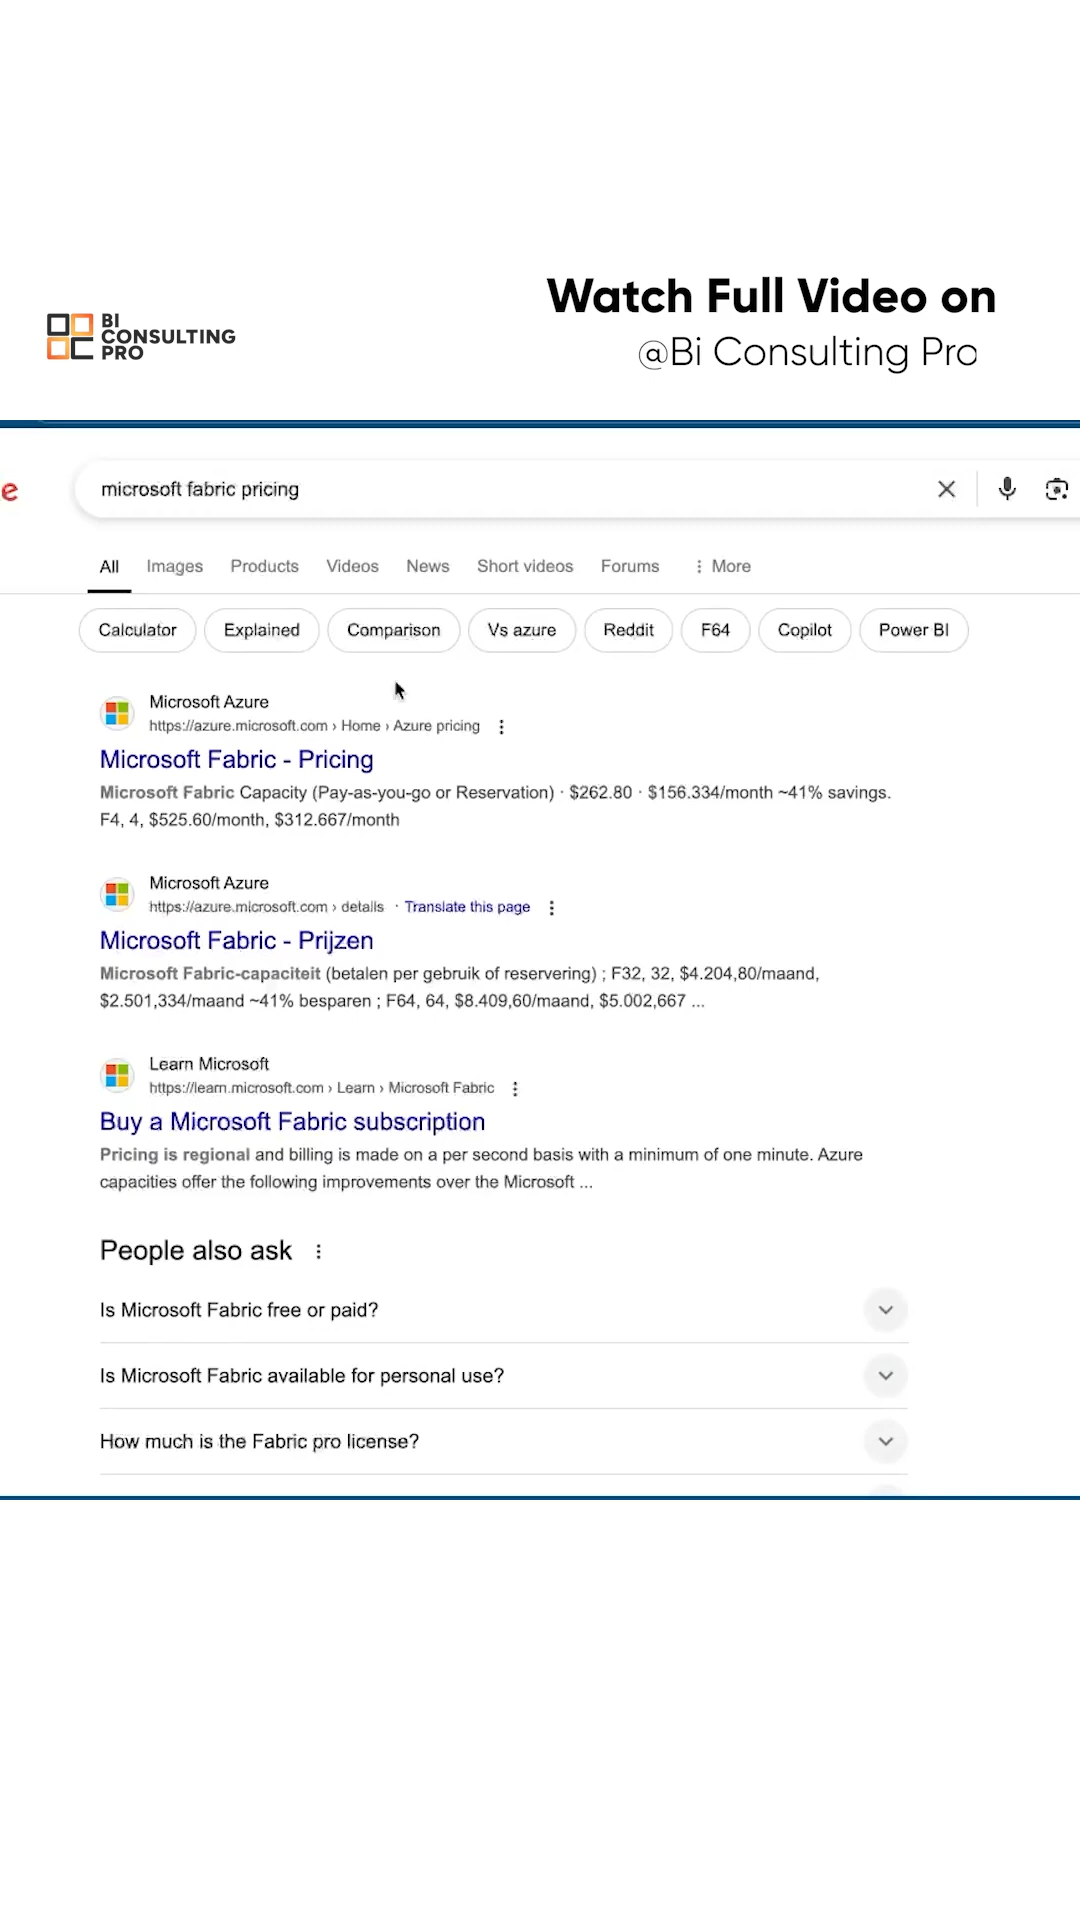 BI
CONSULTING
PRO
Watch Full Video on
@Bi Consulting Pro
e
microsoft fabric pricing
All Images Products Videos News Short videos Forums More
Calculator Explained Comparison Vs azure Reddit F64 Copilot Power BI
Microsoft Azure
https://azure.microsoft.com › Home › Azure pricing
Microsoft Fabric - Pricing
Microsoft Fabric Capacity (Pay-as-you-go or Reservation) · $262.80 · $156.334/month ~41% savings.
F4, 4, $525.60/month, $312.667/month
Microsoft Azure
https://azure.microsoft.com › details · Translate this page
Microsoft Fabric - Prijzen
Microsoft Fabric-capaciteit (betalen per gebruik of reservering) ; F32, 32, $4.204,80/maand,
$2.501,334/maand ~41% besparen ; F64, 64, $8.409,60/maand, $5.002,667 ...
Learn Microsoft
https://learn.microsoft.com › Learn › Microsoft Fabric
Buy a Microsoft Fabric subscription
Pricing is regional and billing is made on a per second basis with a minimum of one minute. Azure
capacities offer the following improvements over the Microsoft ...
People also ask
Is Microsoft Fabric free or paid?
Is Microsoft Fabric available for personal use?
How much is the Fabric pro license?